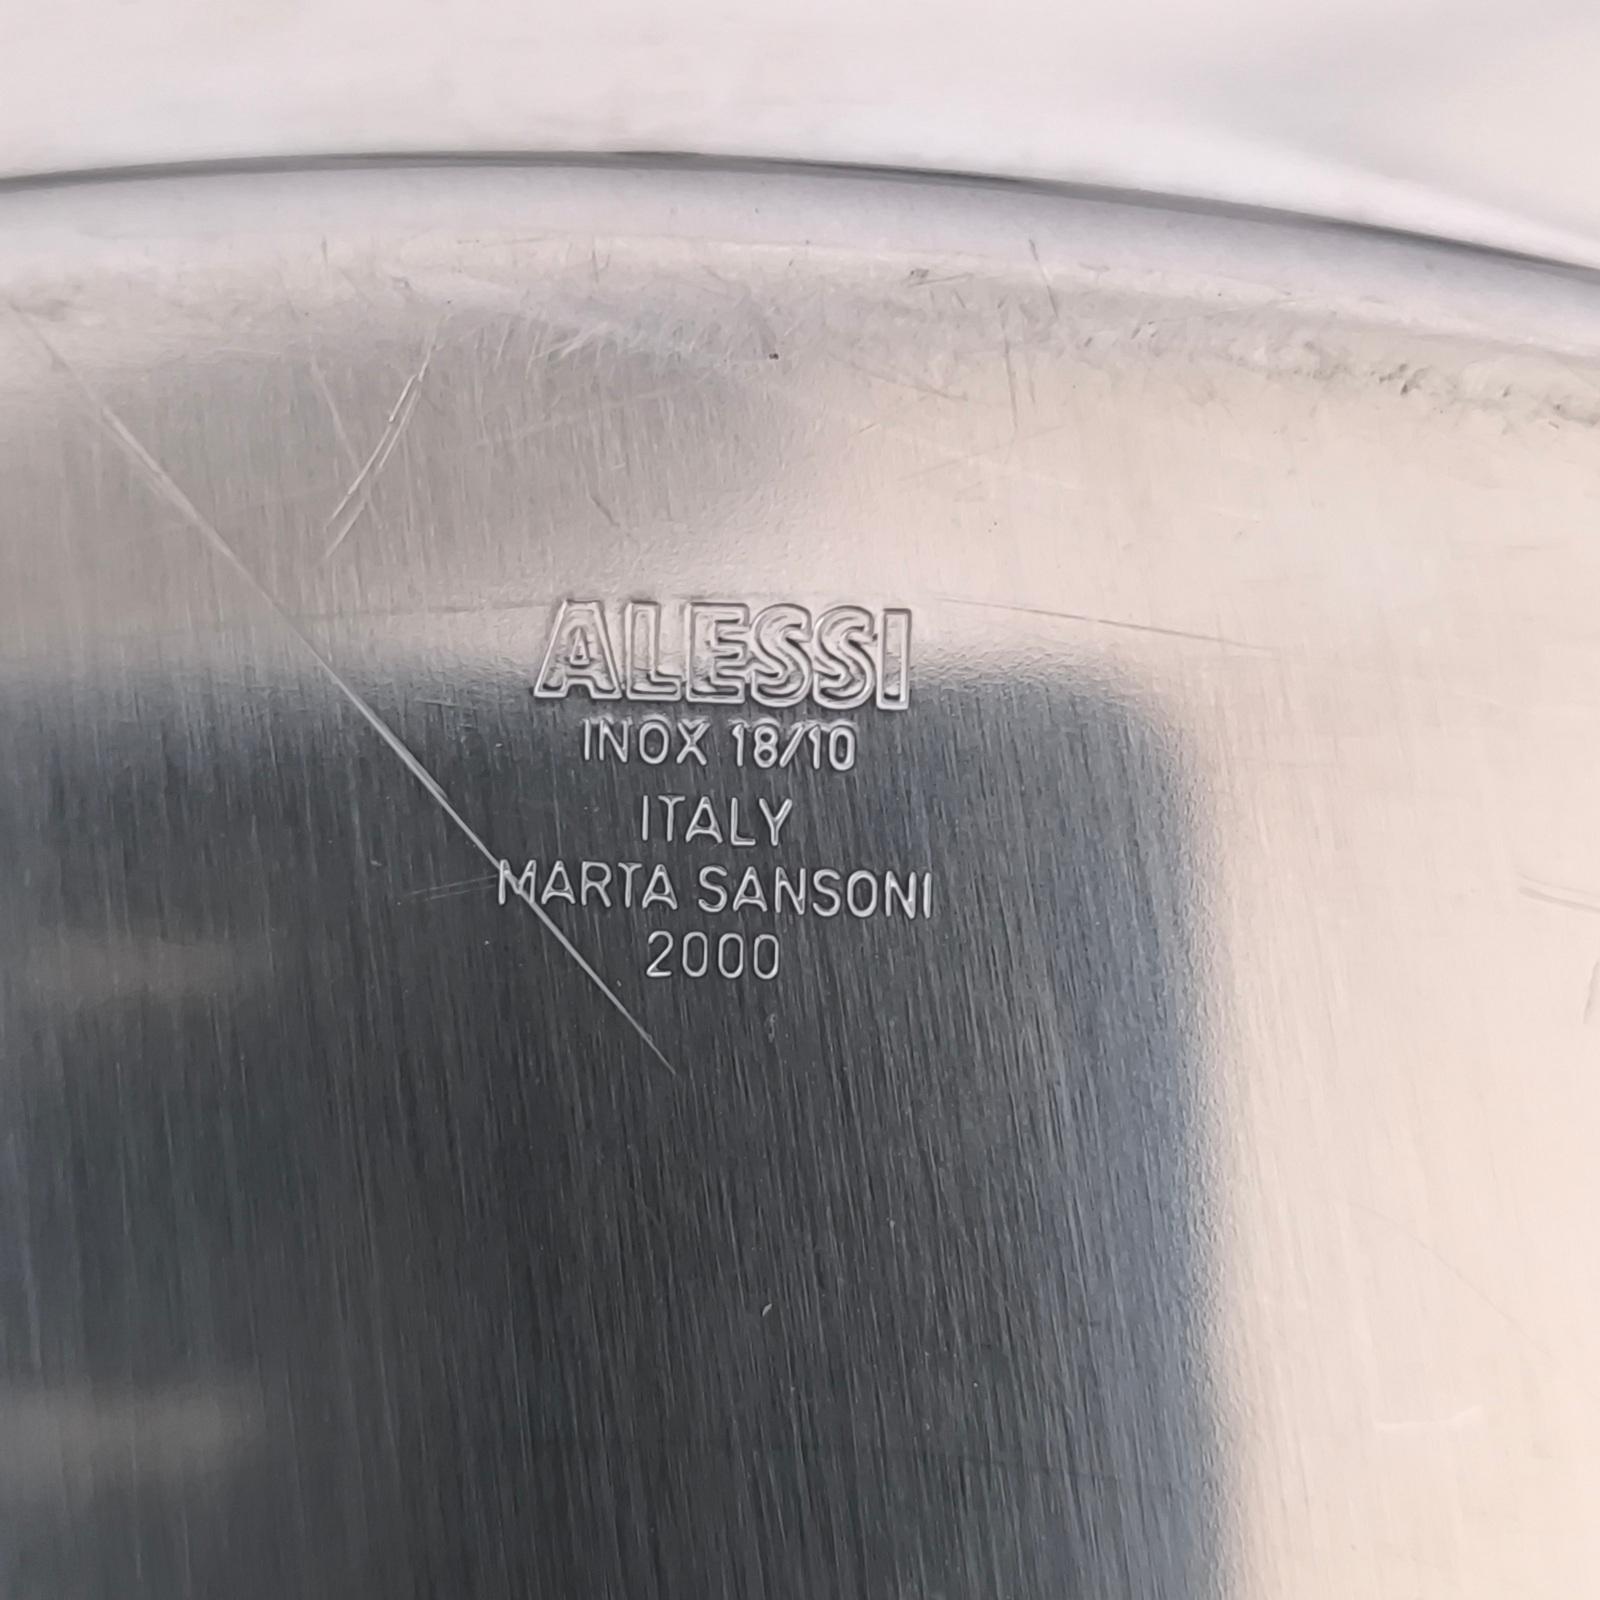 ALESSI
INOX 18/10
ITALY
MARTA SANSONI
2000